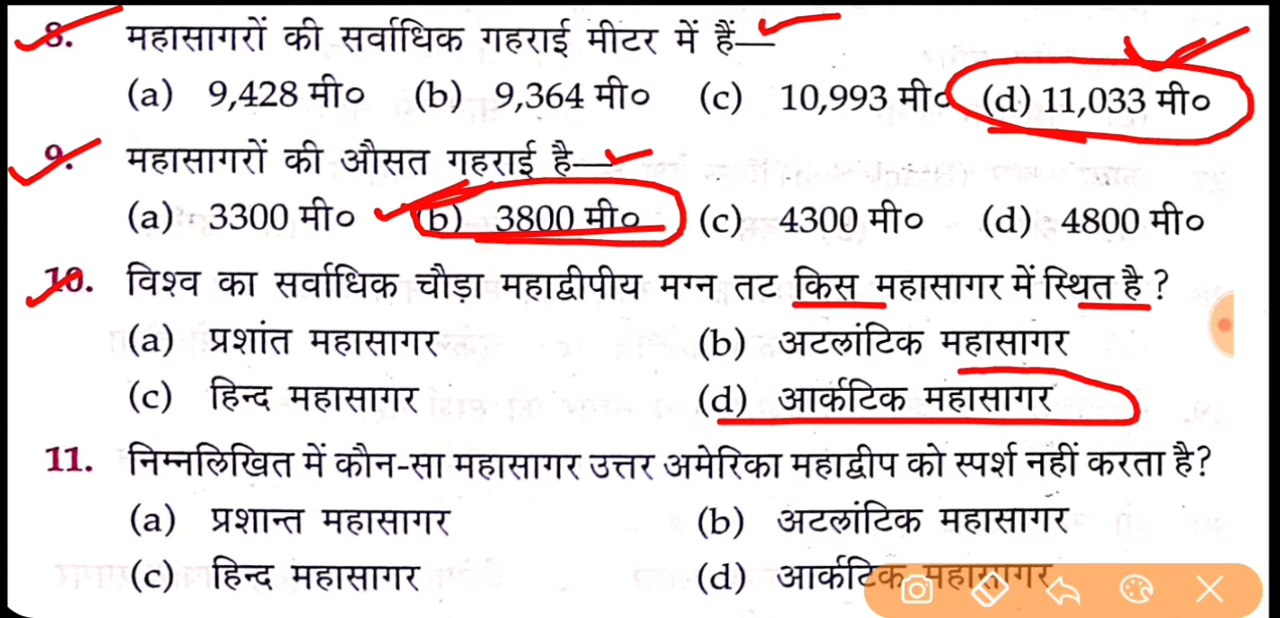 8. महासागरों की सर्वाधिक गहराई मीटर में हैं—
(a) 9,428 मी० (b) 9,364 मी० (c) 10,993 मी० (d) 11,033 मी०
9. महासागरों की औसत गहराई है—
(a) 3300 मी० (b) 3800 मी० (c) 4300 मी० (d) 4800 मी०
10. विश्व का सर्वाधिक चौड़ा महाद्वीपीय मग्न तट किस महासागर में स्थित है ?
(a) प्रशांत महासागर (b) अटलांटिक महासागर
(c) हिन्द महासागर (d) आर्कटिक महासागर
11. निम्नलिखित में कौन-सा महासागर उत्तर अमेरिका महाद्वीप को स्पर्श नहीं करता है?
(a) प्रशान्त महासागर (b) अटलांटिक महासागर
(c) हिन्द महासागर (d) आर्कटिक महासागर